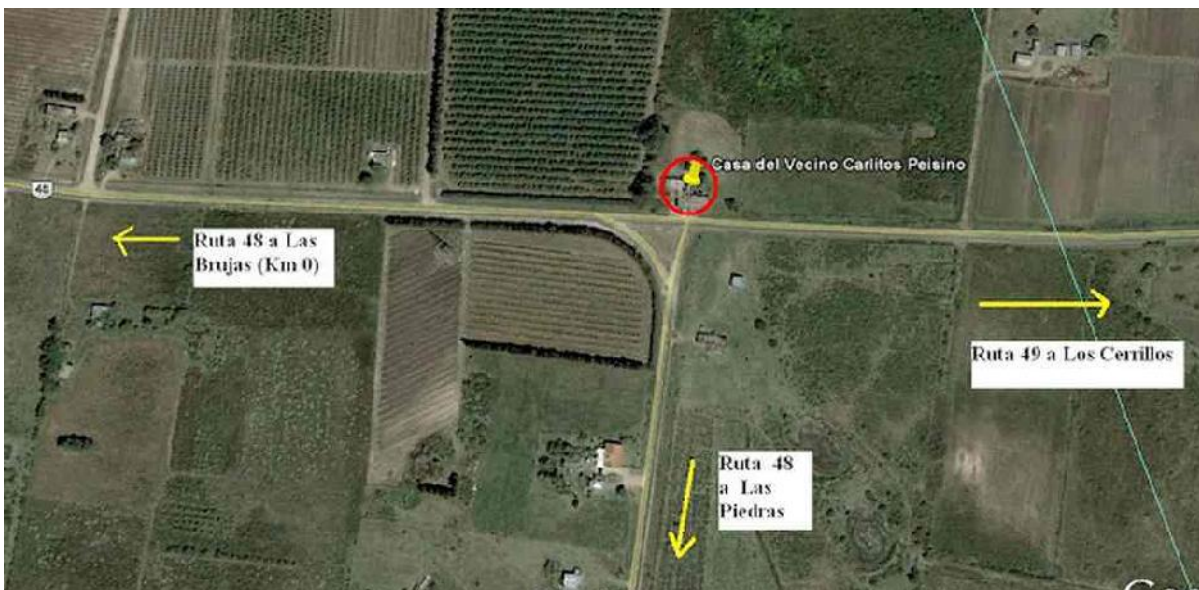 Casa del Vecino Carlitos Peisino
48
Ruta 48 a Las
Brujas (Km 0)
Ruta 49 a Los Cerrillos
Ruta 48
a Las
Piedras